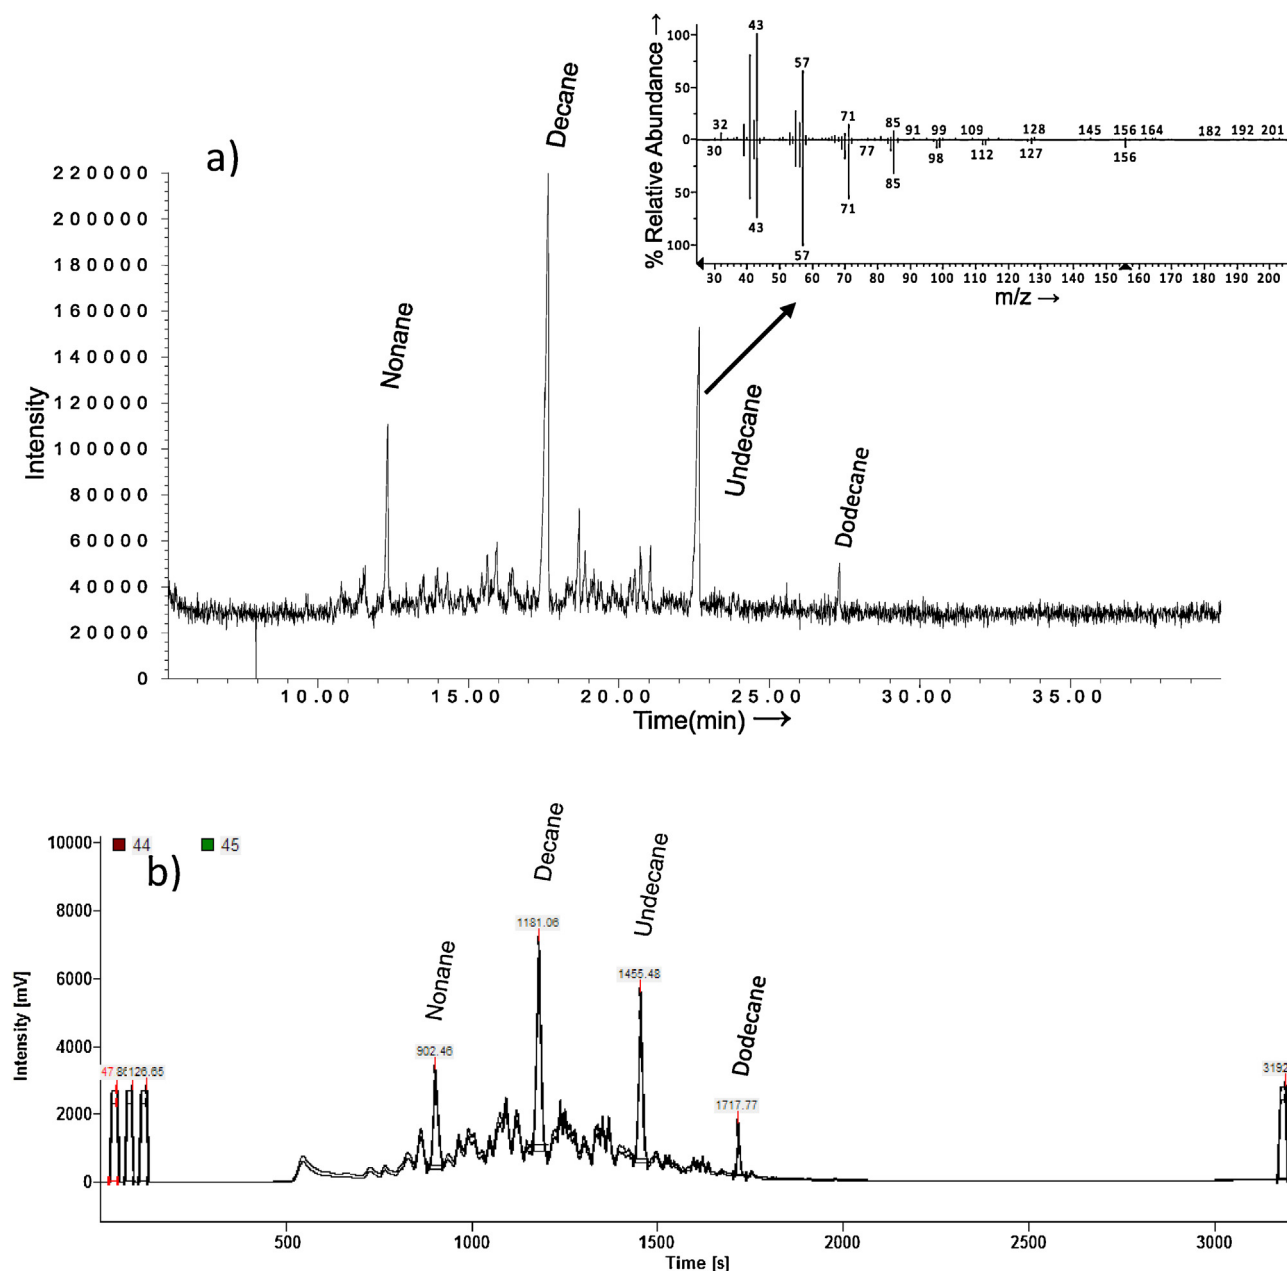 a)
Nonane
Decane
Undecane
Dodecane
Intensity
220000
200000
180000
160000
140000
120000
100000
80000
60000
40000
20000
0
10.00 15.00 20.00 25.00 30.00 35.00
Time(min) →
% Relative Abundance →
100
50
0
50
100
43
57
32 71 85 91 99 109 128 145 156 164 182 192 201
30 77 98 112 127 156
71 85
43
57
30 40 50 60 70 80 90 100 110 120 130 140 150 160 170 180 190 200
m/z →
b)
44 45
Nonane
Decane
Undecane
Dodecane
Intensity [mV]
10000
8000
6000
4000
2000
0
47 126.65 902.46 1181.06 1455.48 1717.77 3192
500 1000 1500 2000 2500 3000
Time [s]